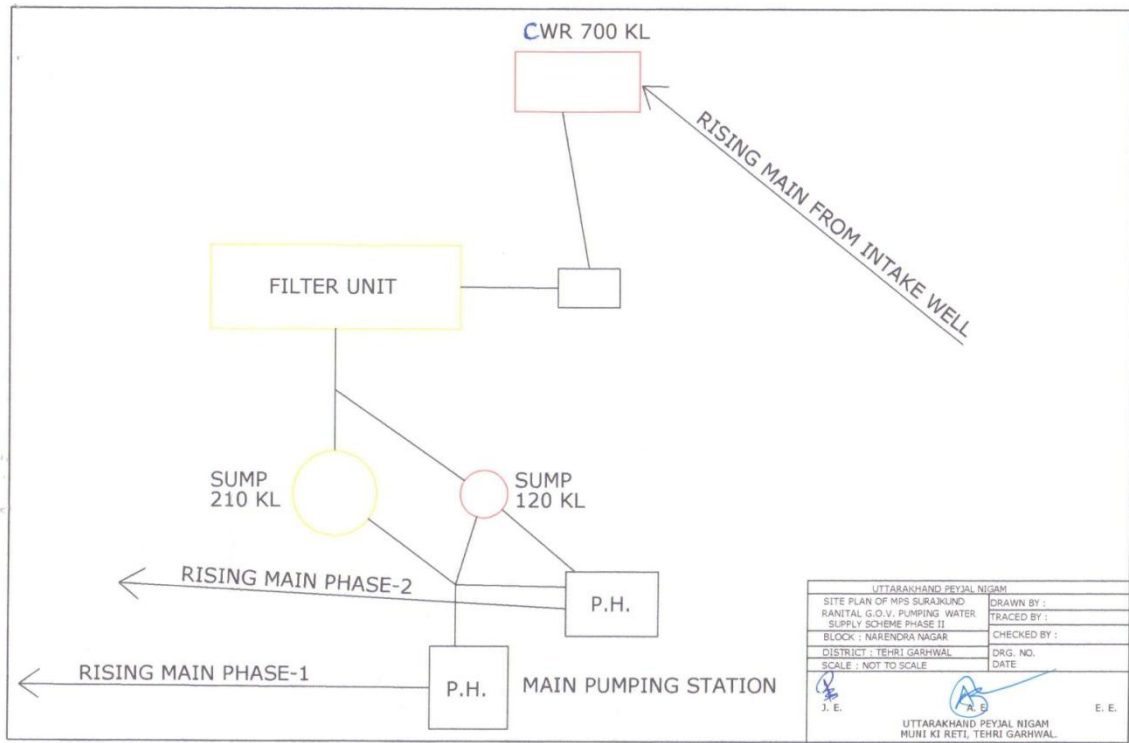 CWR 700 KL
RISING MAIN FROM INTAKE WELL
FILTER UNIT
SUMP
210 KL
SUMP
120 KL
RISING MAIN PHASE-2
P.H.
RISING MAIN PHASE-1
P.H.
MAIN PUMPING STATION
UTTARAKHAND PEYJAL NIGAM
SITE PLAN OF MPS SURAJKUND
RANITAL G.O.V. PUMPING WATER
SUPPLY SCHEME PHASE II
DRAWN BY :
TRACED BY :
BLOCK : NARENDRA NAGAR
CHECKED BY :
DISTRICT : TEHRI GARHWAL
DRG. NO.
SCALE : NOT TO SCALE
DATE
J. E.
A. E.
E. E.
UTTARAKHAND PEYJAL NIGAM
MUNI KI RETI, TEHRI GARHWAL.